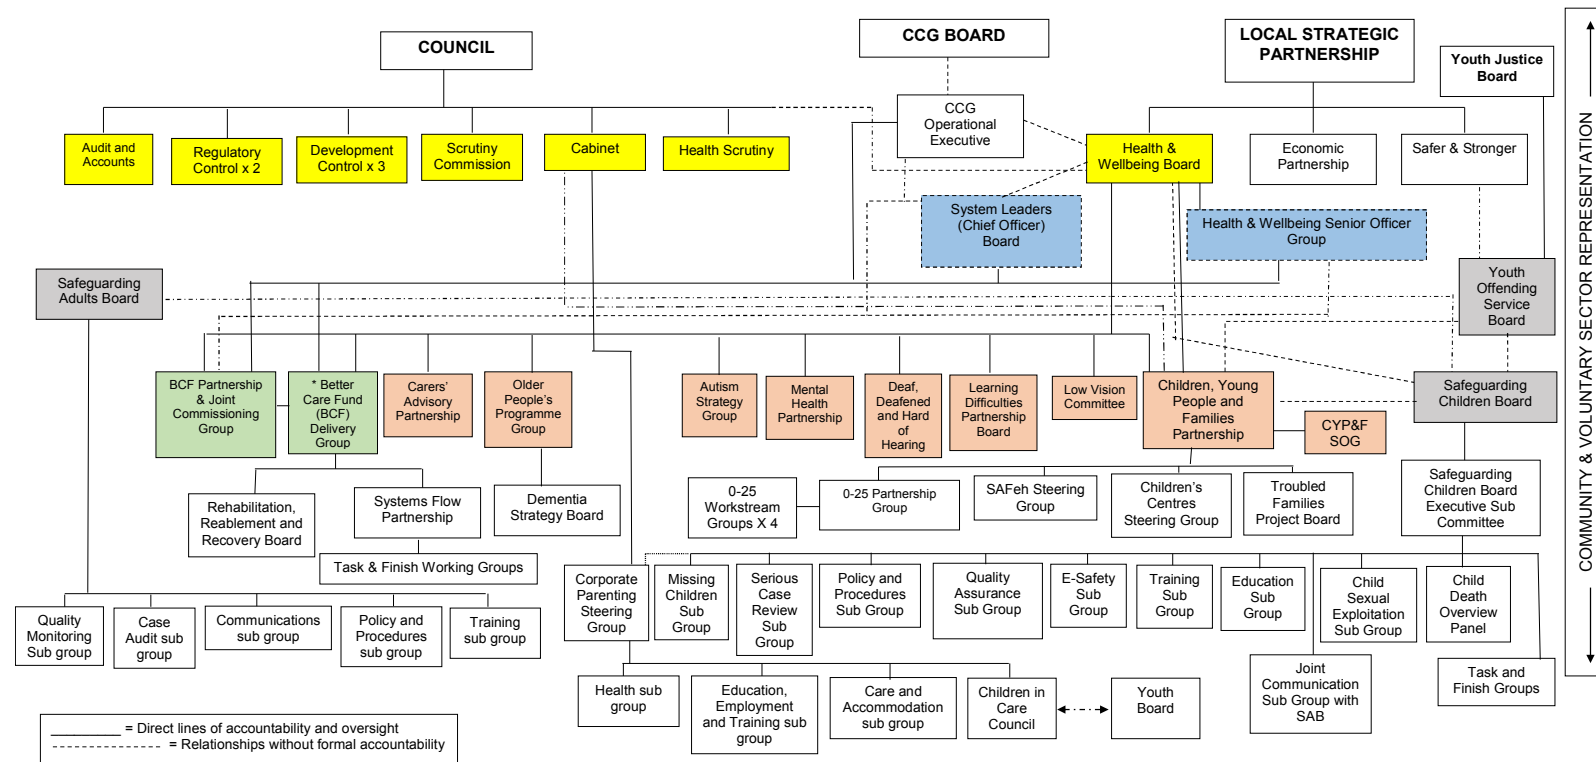 COUNCIL
CCG BOARD
LOCAL STRATEGIC
PARTNERSHIP
Youth Justice
Board
COMMUNITY & VOLUNTARY SECTOR REPRESENTATION
Audit and
Accounts
Regulatory
Control x 2
Development
Control x 3
Scrutiny
Commission
Cabinet
Health Scrutiny
CCG
Operational
Executive
Health &
Wellbeing Board
Economic
Partnership
Safer & Stronger
System Leaders
(Chief Officer)
Board
Health & Wellbeing Senior Officer
Group
Safeguarding
Adults Board
Youth
Offending
Service
Board
BCF Partnership
& Joint
Commissioning
Group
* Better
Care Fund
(BCF)
Delivery
Group
Carers'
Advisory
Partnership
Older
People's
Programme
Group
Autism
Strategy
Group
Mental
Health
Partnership
Deaf,
Deafened
and Hard
of
Hearing
Learning
Difficulties
Partnership
Board
Low Vision
Committee
Children, Young
People and
Families
Partnership
CYP&F
SOG
Safeguarding
Children Board
Rehabilitation,
Reablement and
Recovery Board
Systems Flow
Partnership
Dementia
Strategy Board
Task & Finish Working Groups
0-25
Workstream
Groups X 4
0-25 Partnership
Group
SAFeh Steering
Group
Children's
Centres
Steering Group
Troubled
Families
Project Board
Safeguarding
Children Board
Executive Sub
Committee
Quality
Monitoring
Sub group
Case
Audit sub
group
Communications
sub group
Policy and
Procedures
sub group
Training
sub group
Corporate
Parenting
Steering
Group
Missing
Children
Sub
Group
Serious
Case
Review
Sub
Group
Policy and
Procedures
Sub Group
Quality
Assurance
Sub Group
E-Safety
Sub
Group
Training
Sub
Group
Education
Sub
Group
Child
Sexual
Exploitation
Sub Group
Child
Death
Overview
Panel
Health sub
group
Education,
Employment
and Training sub
group
Care and
Accommodation
sub group
Children in
Care
Council
Youth
Board
Joint
Communication
Sub Group with
SAB
Task and
Finish Groups
________ = Direct lines of accountability and oversight
--------------- = Relationships without formal accountability